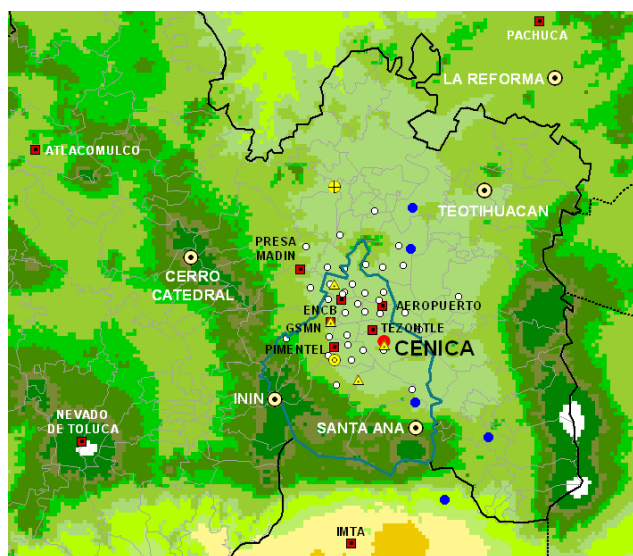 PACHUCA
LA REFORMA
ATLACOMULCO
TEOTIHUACAN
PRESA
MADIN
CERRO
CATEDRAL
ENCB
AEROPUERTO
GSMN
TEZONTLE
PIMENTEL
CENICA
ININ
NEVADO
DE TOLUCA
SANTA ANA
IMTA